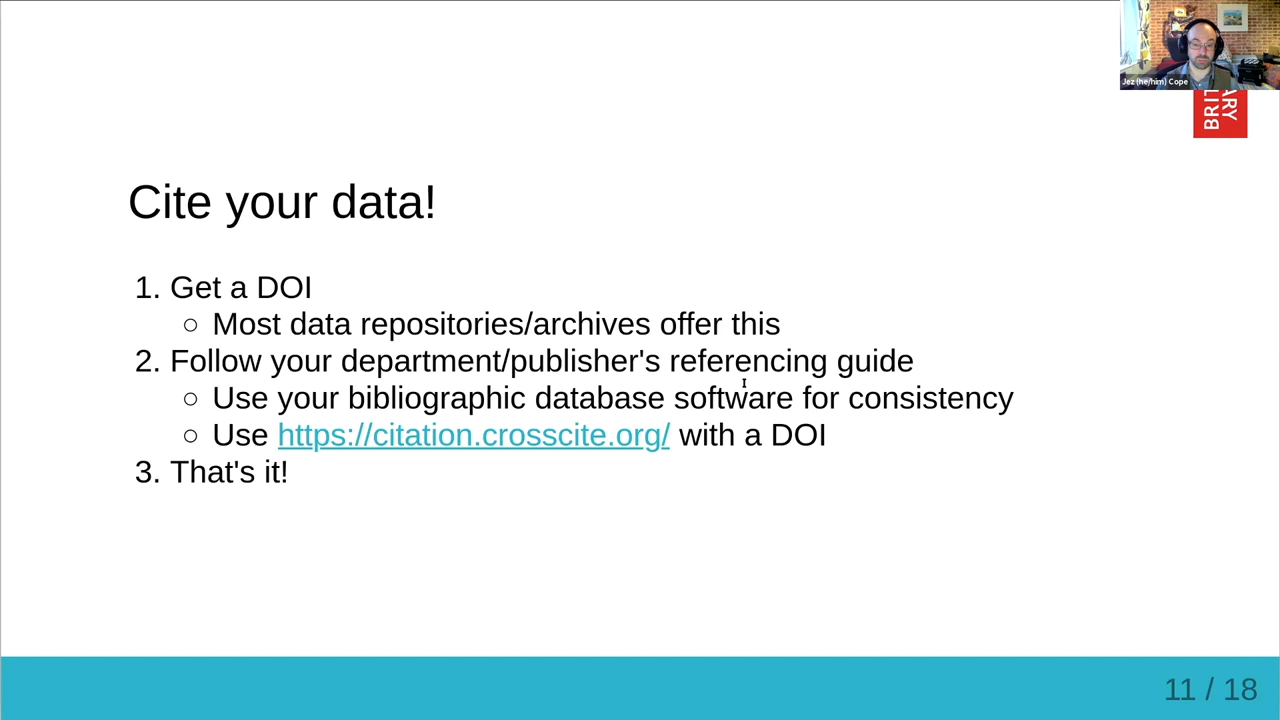 Jez (he/him) Cope
Cite your data!
1. Get a DOI
○ Most data repositories/archives offer this
2. Follow your department/publisher's referencing guide
○ Use your bibliographic database software for consistency
○ Use https://citation.crosscite.org/ with a DOI
3. That's it!
11 / 18